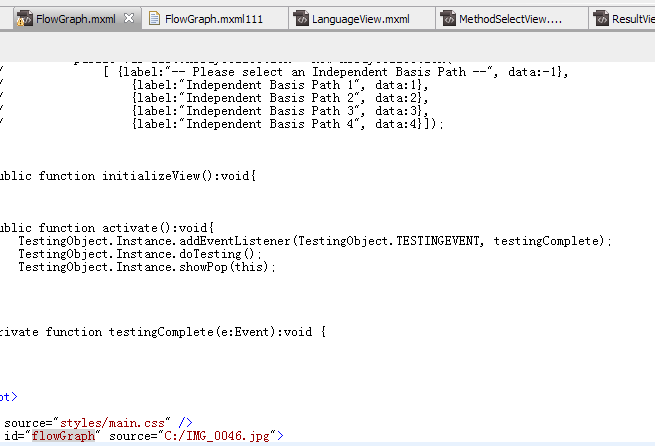 FlowGraph.mxml
FlowGraph.mxml111
LanguageView.mxml
MethodSelectView....
ResultVie
/ [ {label:"-- Please select an Independent Basis Path --", data:-1},
/ {label:"Independent Basis Path 1", data:1},
/ {label:"Independent Basis Path 2", data:2},
/ {label:"Independent Basis Path 3", data:3},
/ {label:"Independent Basis Path 4", data:4}]);
ublic function initializeView():void{
ublic function activate():void{
TestingObject.Instance.addEventListener(TestingObject.TESTINGEVENT, testingComplete);
TestingObject.Instance.doTesting();
TestingObject.Instance.showPop(this);
rivate function testingComplete(e:Event):void {
pt>
source="styles/main.css" />
id="flowGraph" source="C:/IMG_0046.jpg">